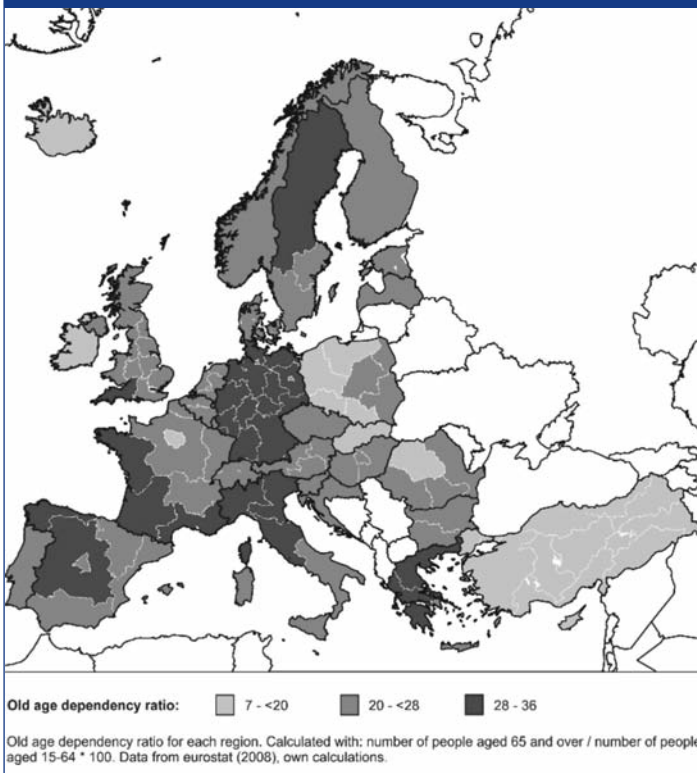 Old age dependency ratio: 7 - <20 20 - <28 28 - 36
Old age dependency ratio for each region. Calculated with: number of people aged 65 and over / number of people
aged 15-64 * 100. Data from eurostat (2008), own calculations.